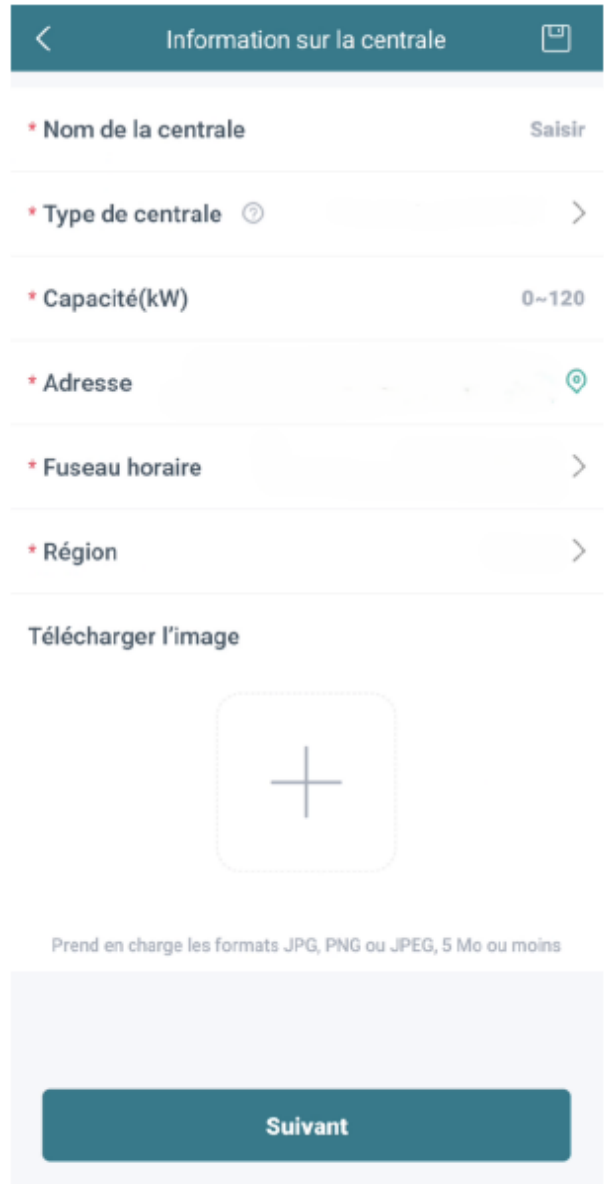 Information sur la centrale
* Nom de la centrale Saisir
* Type de centrale ?
* Capacité(kW) 0~120
* Adresse
* Fuseau horaire
* Région
Télécharger l'image
Prend en charge les formats JPG, PNG ou JPEG, 5 Mo ou moins
Suivant